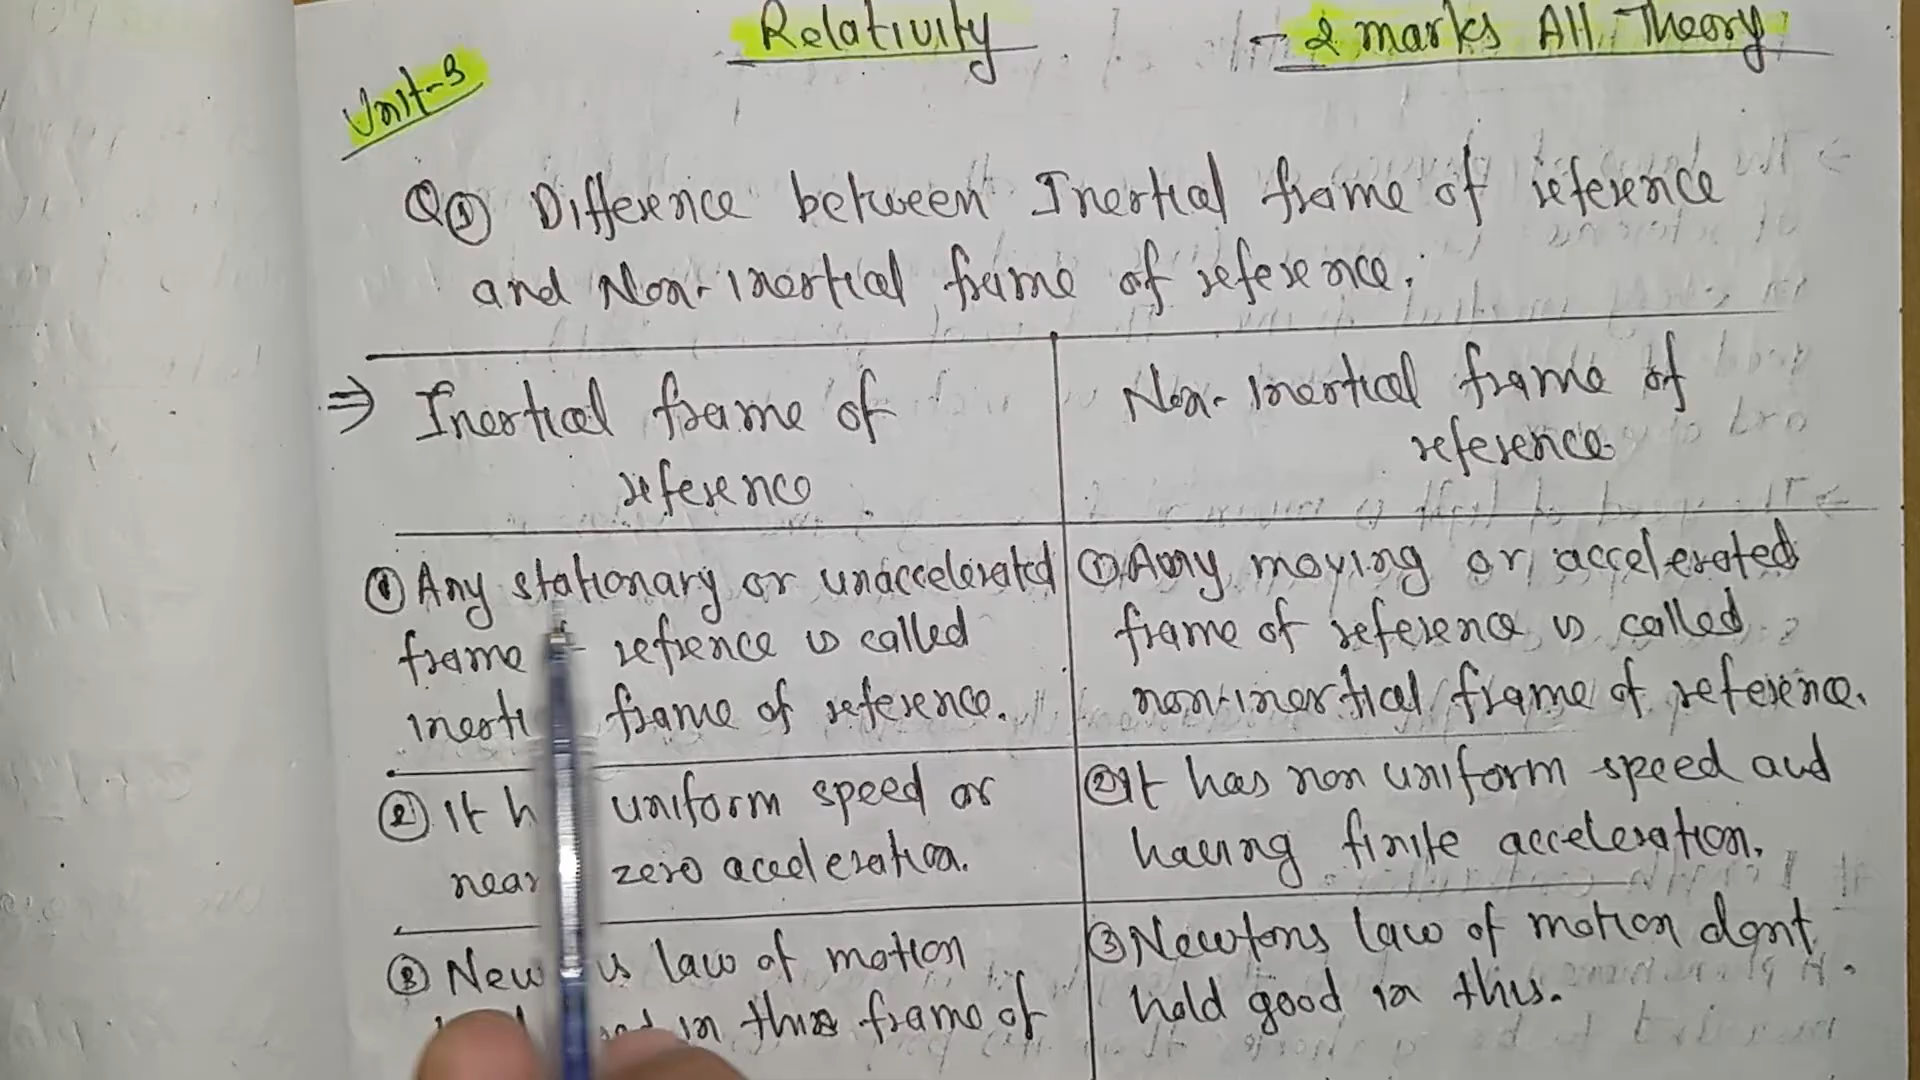 Relativity - 2 marks All Theory
Unit-3
Q① Difference between Inertial frame of reference
and Non-inertial frame of reference.
⇒ Inertial frame of
reference
Non-inertial frame of
reference
① Any stationary or unaccelerated
frame refrence is called
frame of reference.
② It uniform speed or
zero acceleration.
③ law of motion
in this frame of
① Any moving or accelerated
frame of reference is called
non-inertial frame of reference.
② It has non uniform speed and
having finite acceleration.
③ Newtons law of motion dont
hold good in this.